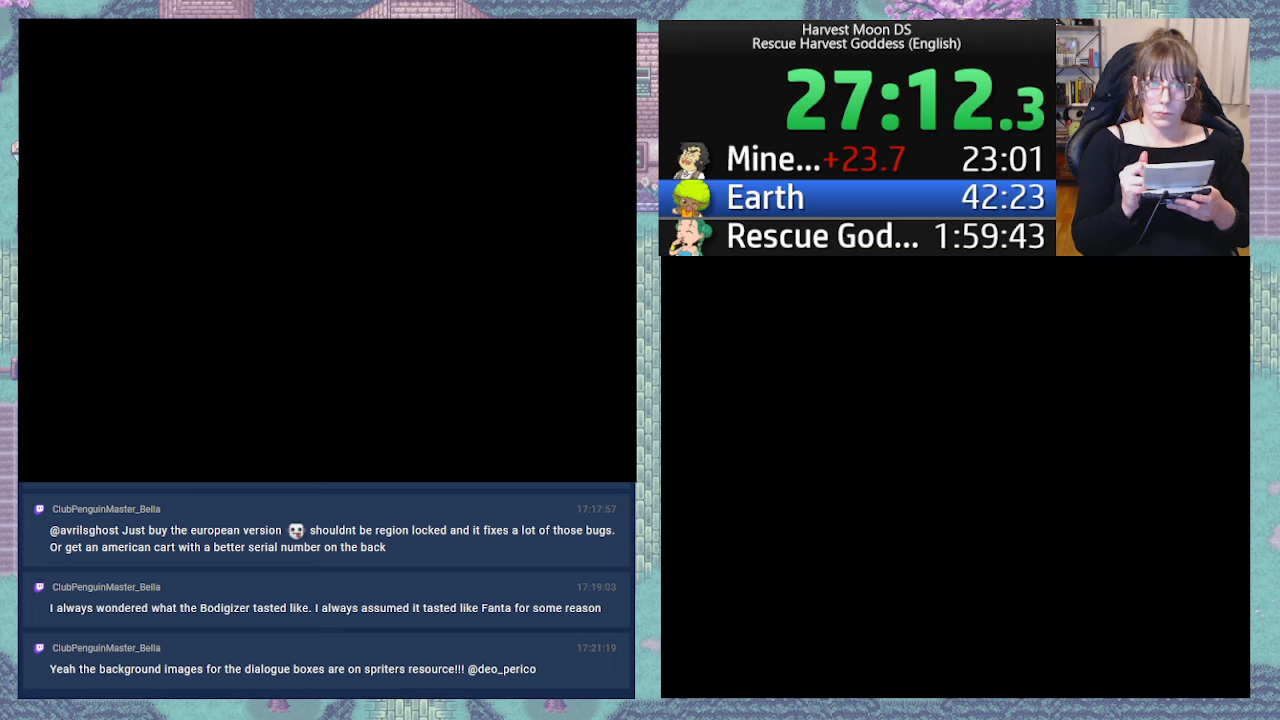 Harvest Moon DS
Rescue Harvest Goddess (English)
27:12.3
Mine...+23.7 23:01
Earth 42:23
Rescue God... 1:59:43
ClubPenguinMaster_Bella 17:17:57
@avrilsghost Just buy the european version shouldnt be region locked and it fixes a lot of those bugs.
Or get an american cart with a better serial number on the back
ClubPenguinMaster_Bella 17:19:03
I always wondered what the Bodigizer tasted like. I always assumed it tasted like Fanta for some reason
ClubPenguinMaster_Bella 17:21:19
Yeah the background images for the dialogue boxes are on spriters resource!!! @deo_perico